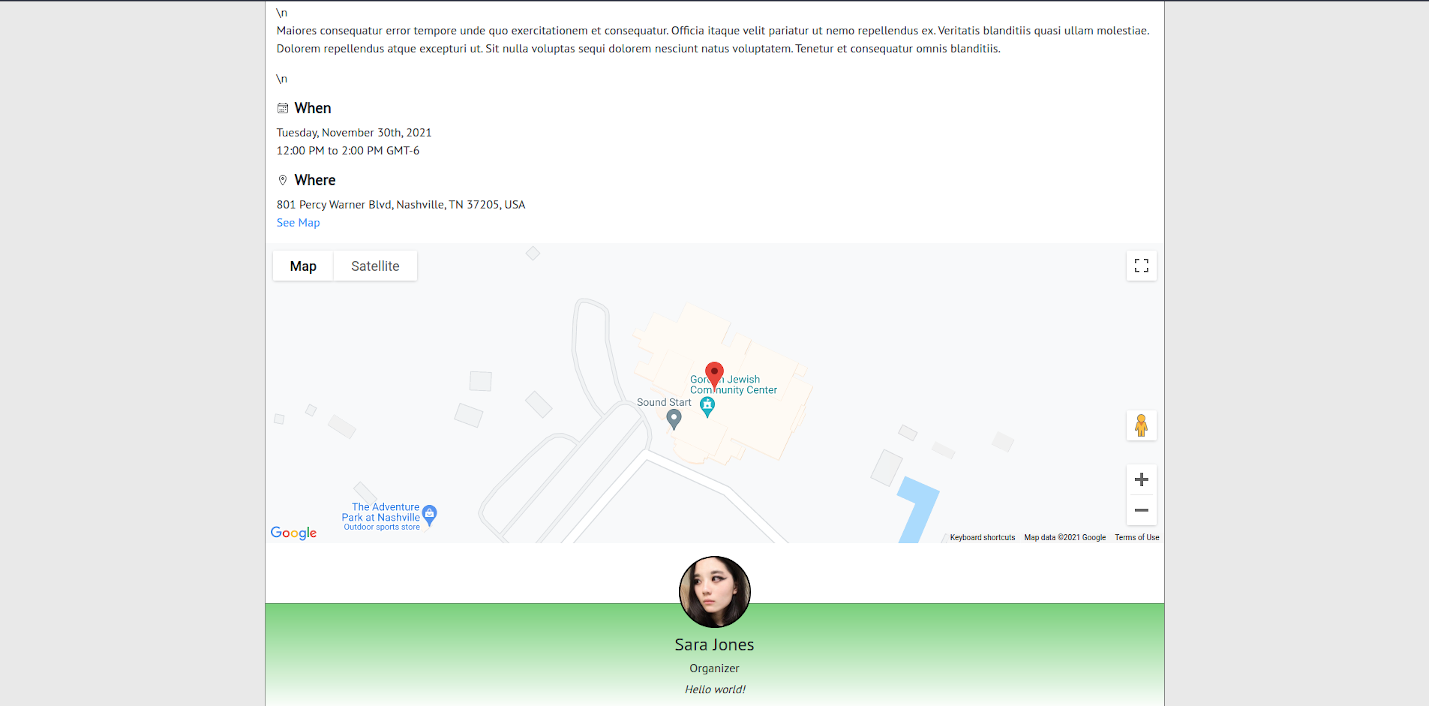 \n
Maiores consequatur error tempore unde quo exercitationem et consequatur. Officia itaque velit pariatur ut nemo repellendus ex. Veritatis blanditiis quasi ullam molestiae.
Dolorem repellendus atque excepturi ut. Sit nulla voluptas sequi dolorem nesciunt natus voluptatem. Tenetur et consequatur omnis blanditiis.
\n
When
Tuesday, November 30th, 2021
12:00 PM to 2:00 PM GMT-6
Where
801 Percy Warner Blvd, Nashville, TN 37205, USA
See Map
Map Satellite
Jewish
Community Center
Sound Start
The Adventure
Park at Nashville
Outdoor sports store
Google
Keyboard shortcuts Map data ©2021 Google Terms of Use
Sara Jones
Organizer
Hello world!